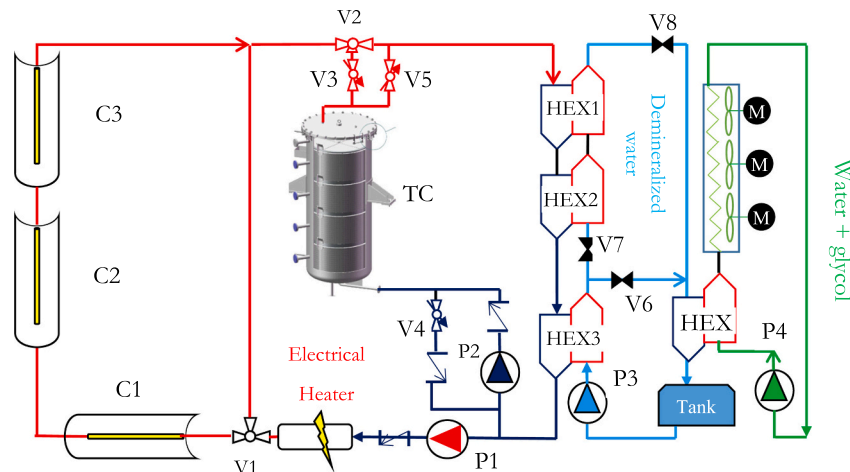 V2
V8
V3
V5
C3
HEX1
Demineralized
water
M
M
M
TC
HEX2
Water + glycol
V7
C2
V6
V4
HEX3
HEX
P4
Electrical
Heater
P2
P3
C1
Tank
V1
P1